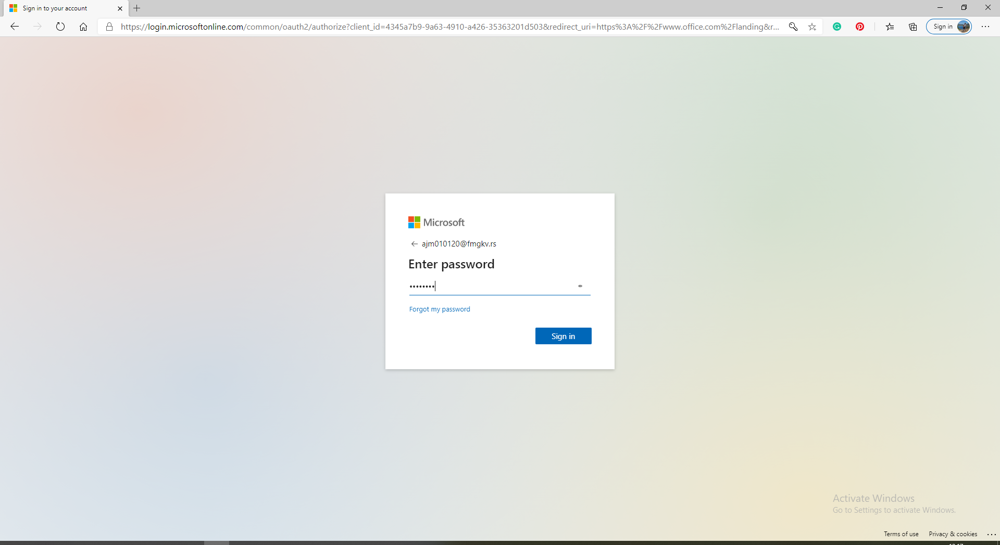 Sign in to your account
https://login.microsoftonline.com/common/oauth2/authorize?client_id=4345a7b9-9a63-4910-a426-35363201d503&redirect_uri=https%3A%2F%2Fwww.office.com%2Flanding&r...
Sign in
Microsoft
ajm010120@fmgkv.rs
Enter password
Forgot my password
Sign in
Activate Windows
Go to Settings to activate Windows.
Terms of use Privacy & cookies